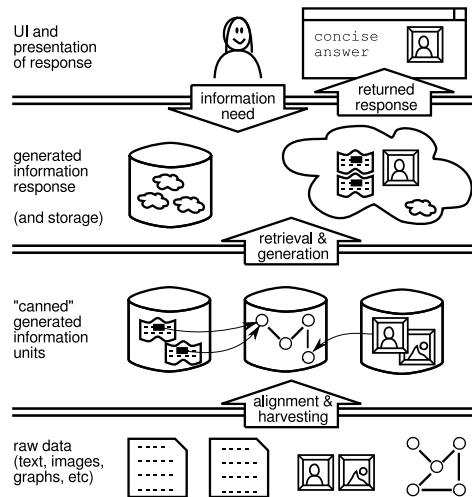 UI and
presentation
of response
concise
answer
information
need
returned
response
generated
information
response
(and storage)
retrieval &
generation
"canned"
generated
information
units
alignment &
harvesting
raw data
(text, images,
graphs, etc)